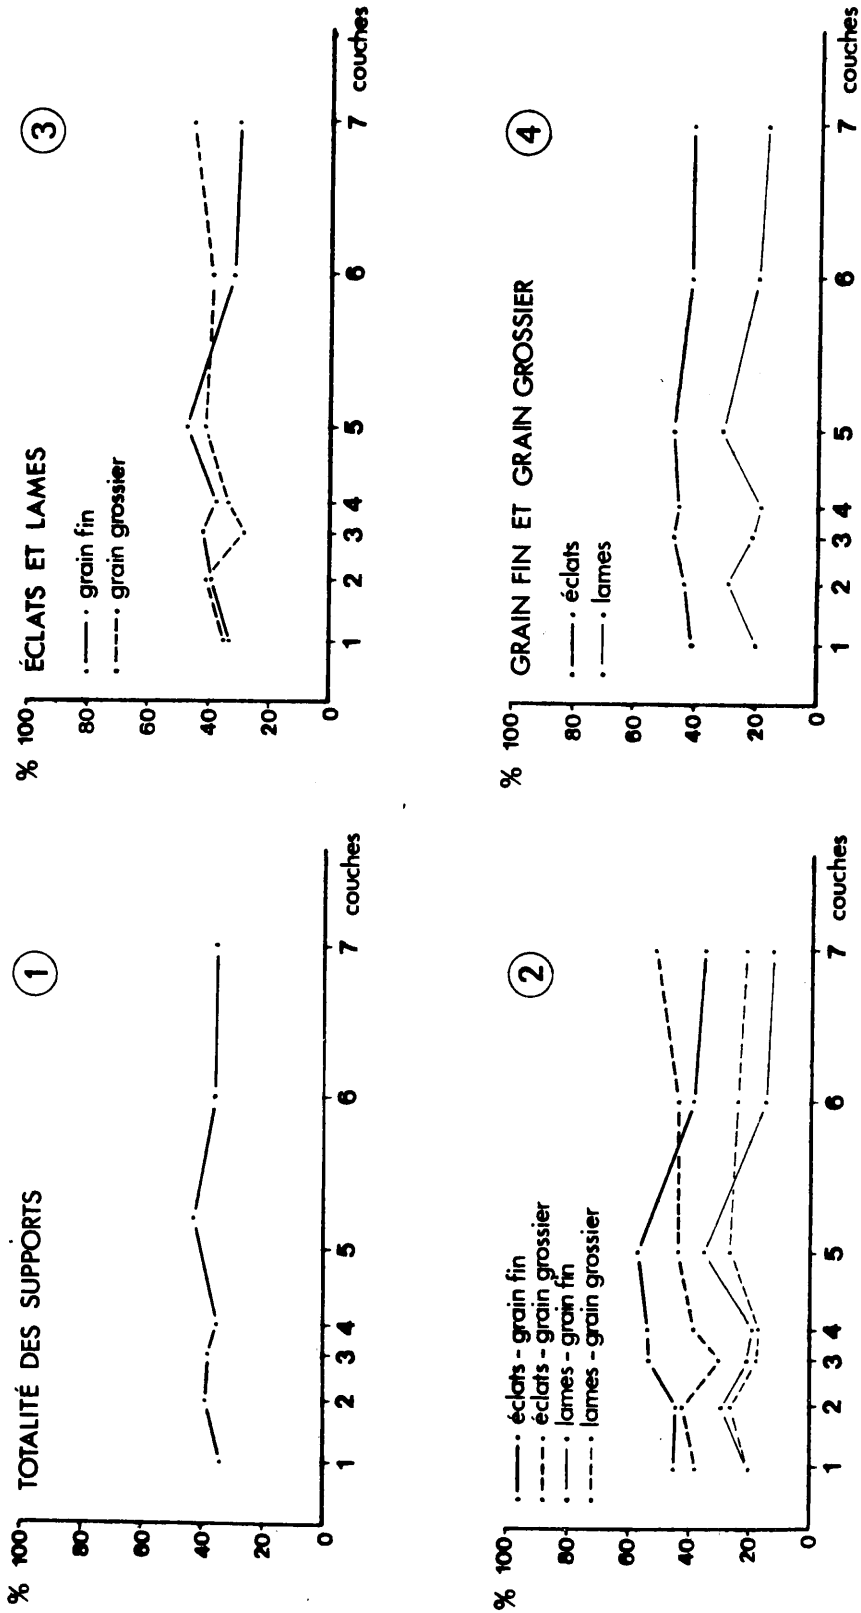 TOTALITÉ DES SUPPORTS
1
% 100
80
60
40
20
0
1 2 3 4 5 6 7 couches
ÉCLATS ET LAMES
3
grain fin
grain grossier
% 100
80
60
40
20
0
1 2 3 4 5 6 7 couches
2
éclats - grain fin
éclats - grain grossier
lames - grain fin
lames - grain grossier
% 100
80
60
40
20
0
1 2 3 4 5 6 7 couches
GRAIN FIN ET GRAIN GROSSIER
4
éclats
lames
% 100
80
60
40
20
0
1 2 3 4 5 6 7 couches